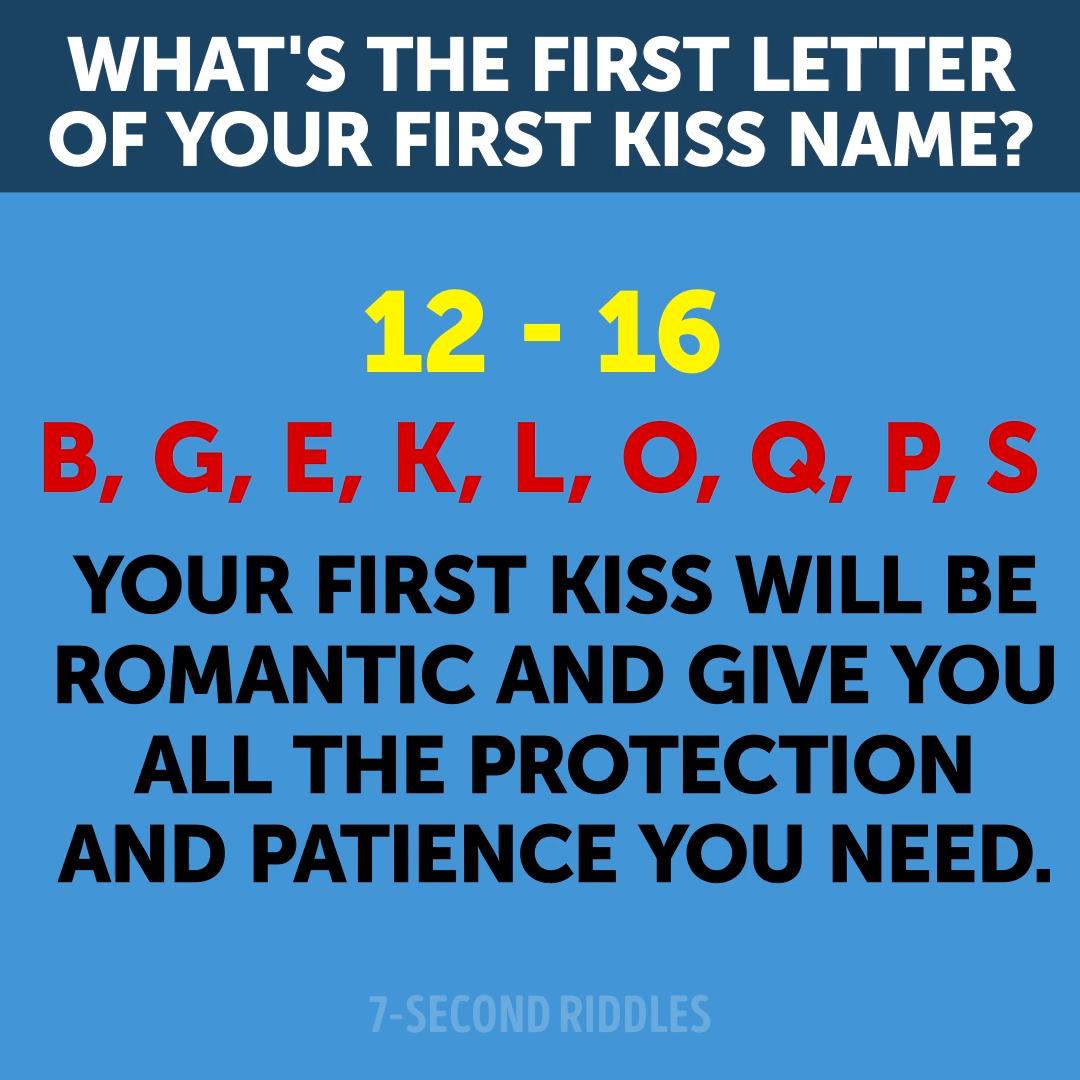 WHAT'S THE FIRST LETTER
OF YOUR FIRST KISS NAME?
12 - 16
B, G, E, K, L, O, Q, P, S
YOUR FIRST KISS WILL BE
ROMANTIC AND GIVE YOU
ALL THE PROTECTION
AND PATIENCE YOU NEED.
7-SECOND RIDDLES